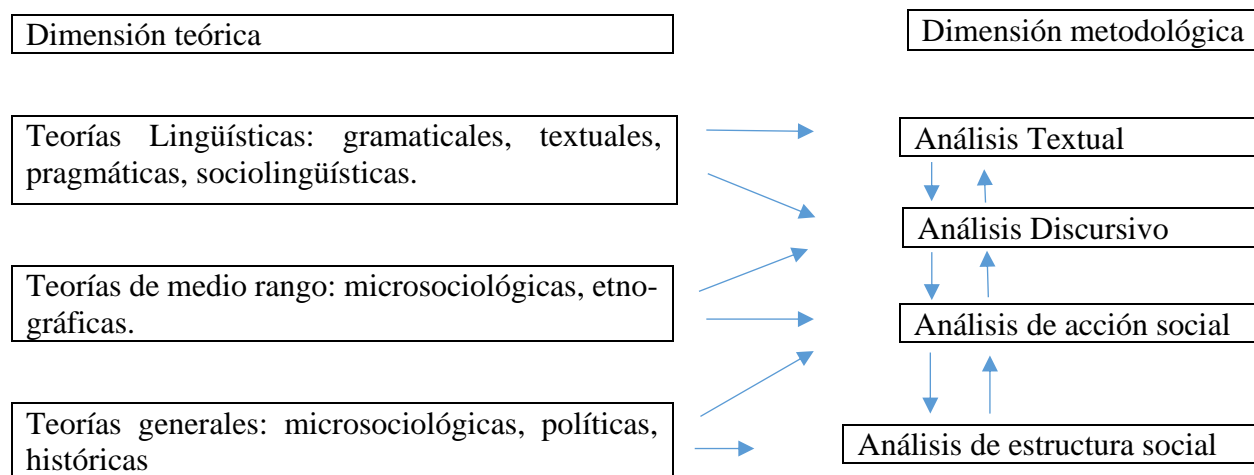 Dimensión teórica
Dimensión metodológica
Teorías Lingüísticas: gramaticales, textuales,
pragmáticas, sociolingüísticas.
Análisis Textual
Análisis Discursivo
Teorías de medio rango: microsociológicas, etno-
gráficas.
Análisis de acción social
Teorías generales: microsociológicas, políticas,
históricas
Análisis de estructura social